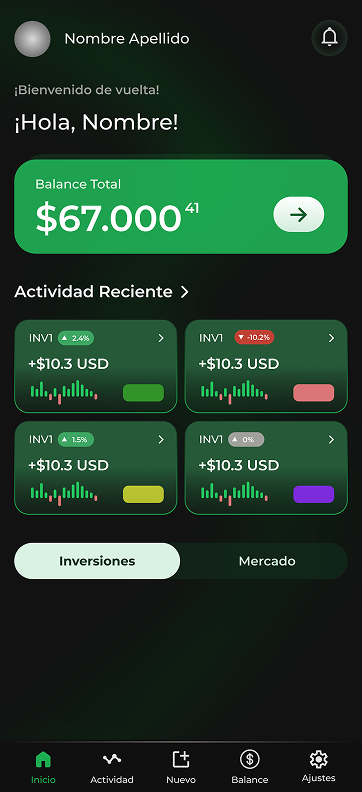 Nombre Apellido
¡Bienvenido de vuelta!
¡Hola, Nombre!
Balance Total
$67.000 41
Actividad Reciente
INV1 2.4%
+$10.3 USD
INV1 -10.2%
+$10.3 USD
INV1 1.5%
+$10.3 USD
INV1 0%
+$10.3 USD
Inversiones Mercado
Inicio Actividad Nuevo Balance Ajustes